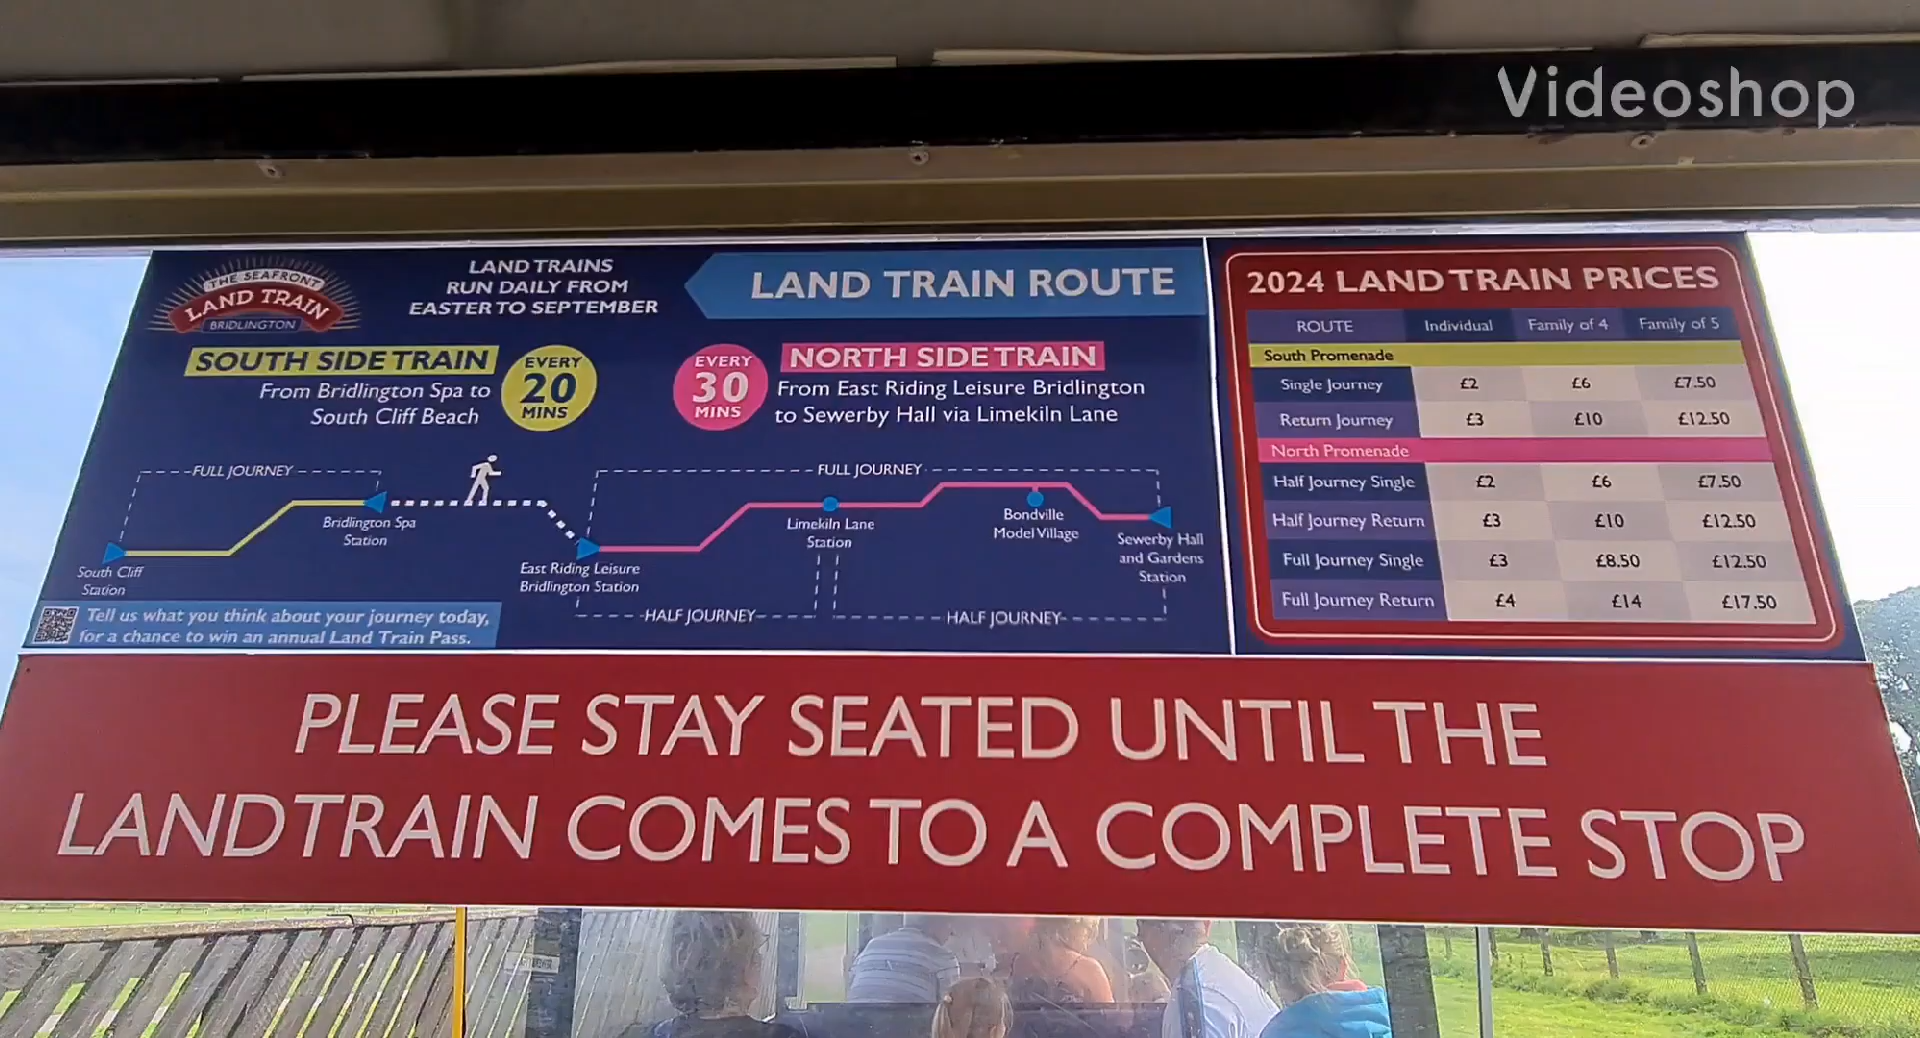 Videoshop
THE SEAFRONT
LAND TRAIN
BRIDLINGTON
LAND TRAINS
RUN DAILY FROM
EASTER TO SEPTEMBER
LAND TRAIN ROUTE
SOUTH SIDE TRAIN
From Bridlington Spa to
South Cliff Beach
EVERY
20
MINS
EVERY
30
MINS
NORTH SIDE TRAIN
From East Riding Leisure Bridlington
to Sewerby Hall via Limekiln Lane
FULL JOURNEY
FULL JOURNEY
South Cliff
Station
Bridlington Spa
Station
East Riding Leisure
Bridlington Station
Limekiln Lane
Station
Bondville
Model Village
Sewerby Hall
and Gardens
Station
HALF JOURNEY
HALF JOURNEY
Tell us what you think about your journey today,
for a chance to win an annual Land Train Pass.
2024 LAND TRAIN PRICES
ROUTE Individual Family of 4 Family of 5
South Promenade
Single Journey £2 £6 £7.50
Return Journey £3 £10 £12.50
North Promenade
Half Journey Single £2 £6 £7.50
Half Journey Return £3 £10 £12.50
Full Journey Single £3 £8.50 £12.50
Full Journey Return £4 £14 £17.50
PLEASE STAY SEATED UNTIL THE
LANDTRAIN COMES TO A COMPLETE STOP